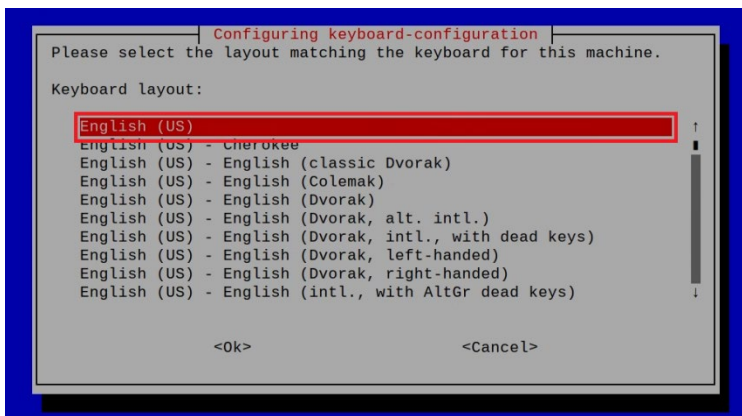 Configuring keyboard-configuration
Please select the layout matching the keyboard for this machine.
Keyboard layout:
English (US)
English (US) - Cherokee
English (US) - English (classic Dvorak)
English (US) - English (Colemak)
English (US) - English (Dvorak)
English (US) - English (Dvorak, alt. intl.)
English (US) - English (Dvorak, intl., with dead keys)
English (US) - English (Dvorak, left-handed)
English (US) - English (Dvorak, right-handed)
English (US) - English (intl., with AltGr dead keys)
<Ok> <Cancel>